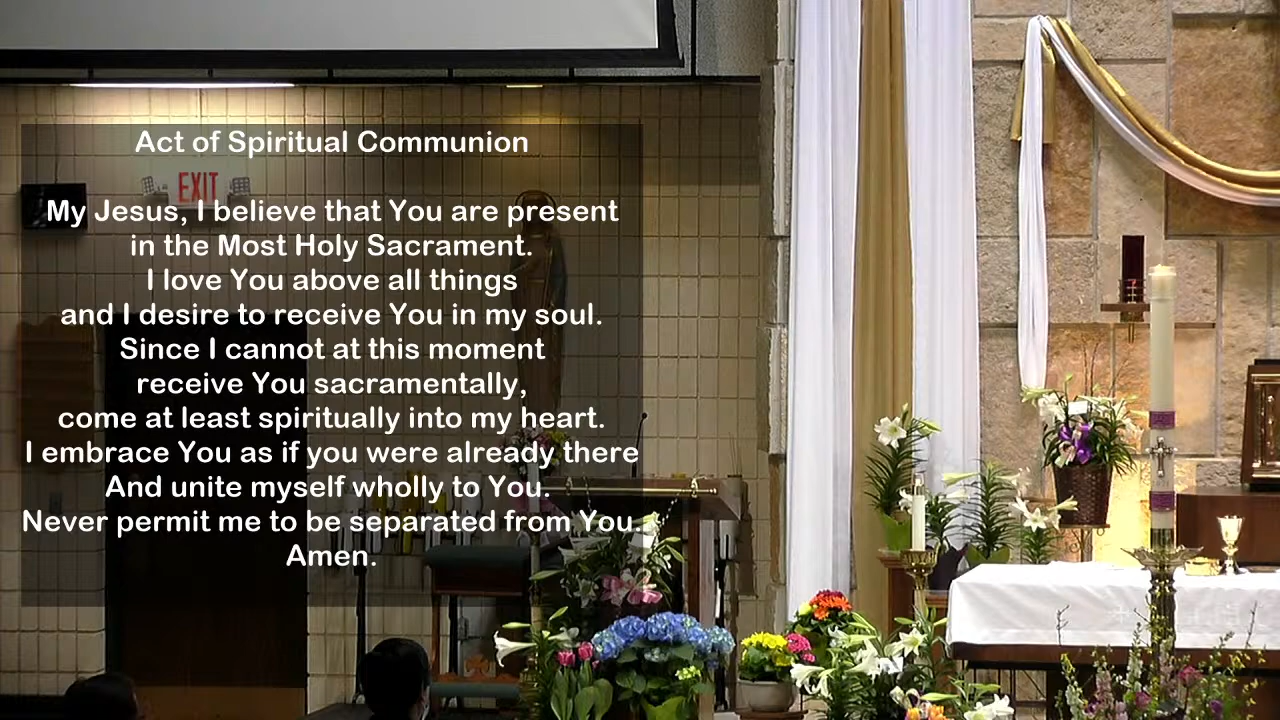 Act of Spiritual Communion
EXIT
My Jesus, I believe that You are present
in the Most Holy Sacrament.
I love You above all things
and I desire to receive You in my soul.
Since I cannot at this moment
receive You sacramentally,
come at least spiritually into my heart.
I embrace You as if you were already there
And unite myself wholly to You.
Never permit me to be separated from You..
Amen.